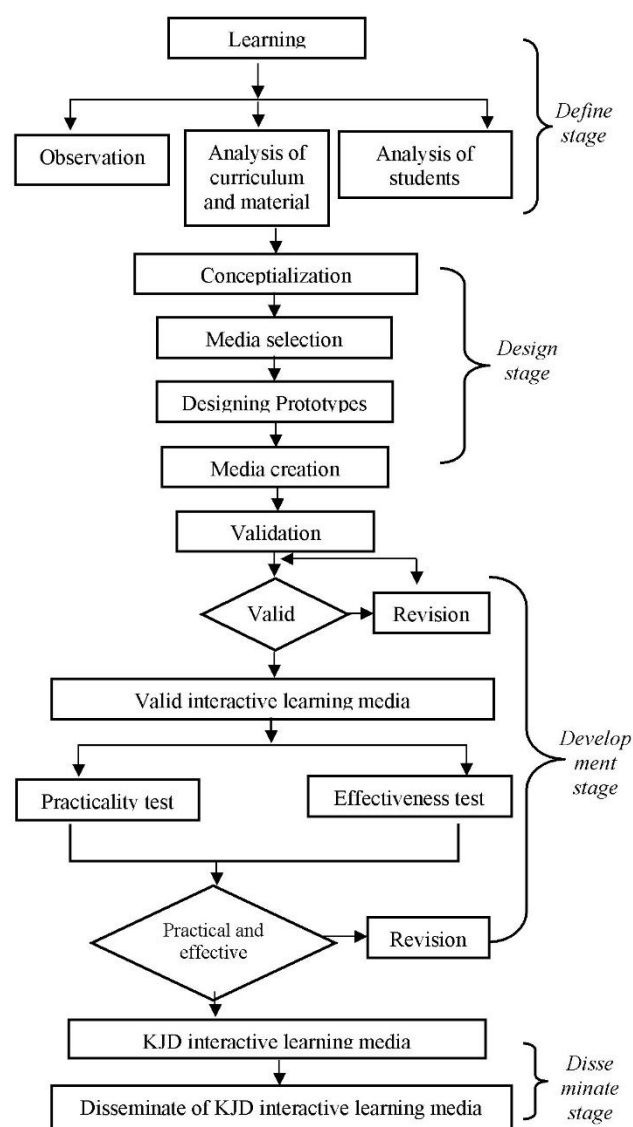 Learning
Define
stage
Observation
Analysis of
curriculum
and material
Analysis of
students
Conceptialization
Media selection
Design
stage
Designing Prototypes
Media creation
Validation
Valid
Revision
Valid interactive learning media
Develop
ment
stage
Practicality test
Effectiveness test
Practical and
effective
Revision
KJD interactive learning media
Disse
minate
stage
Disseminate of KJD interactive learning media